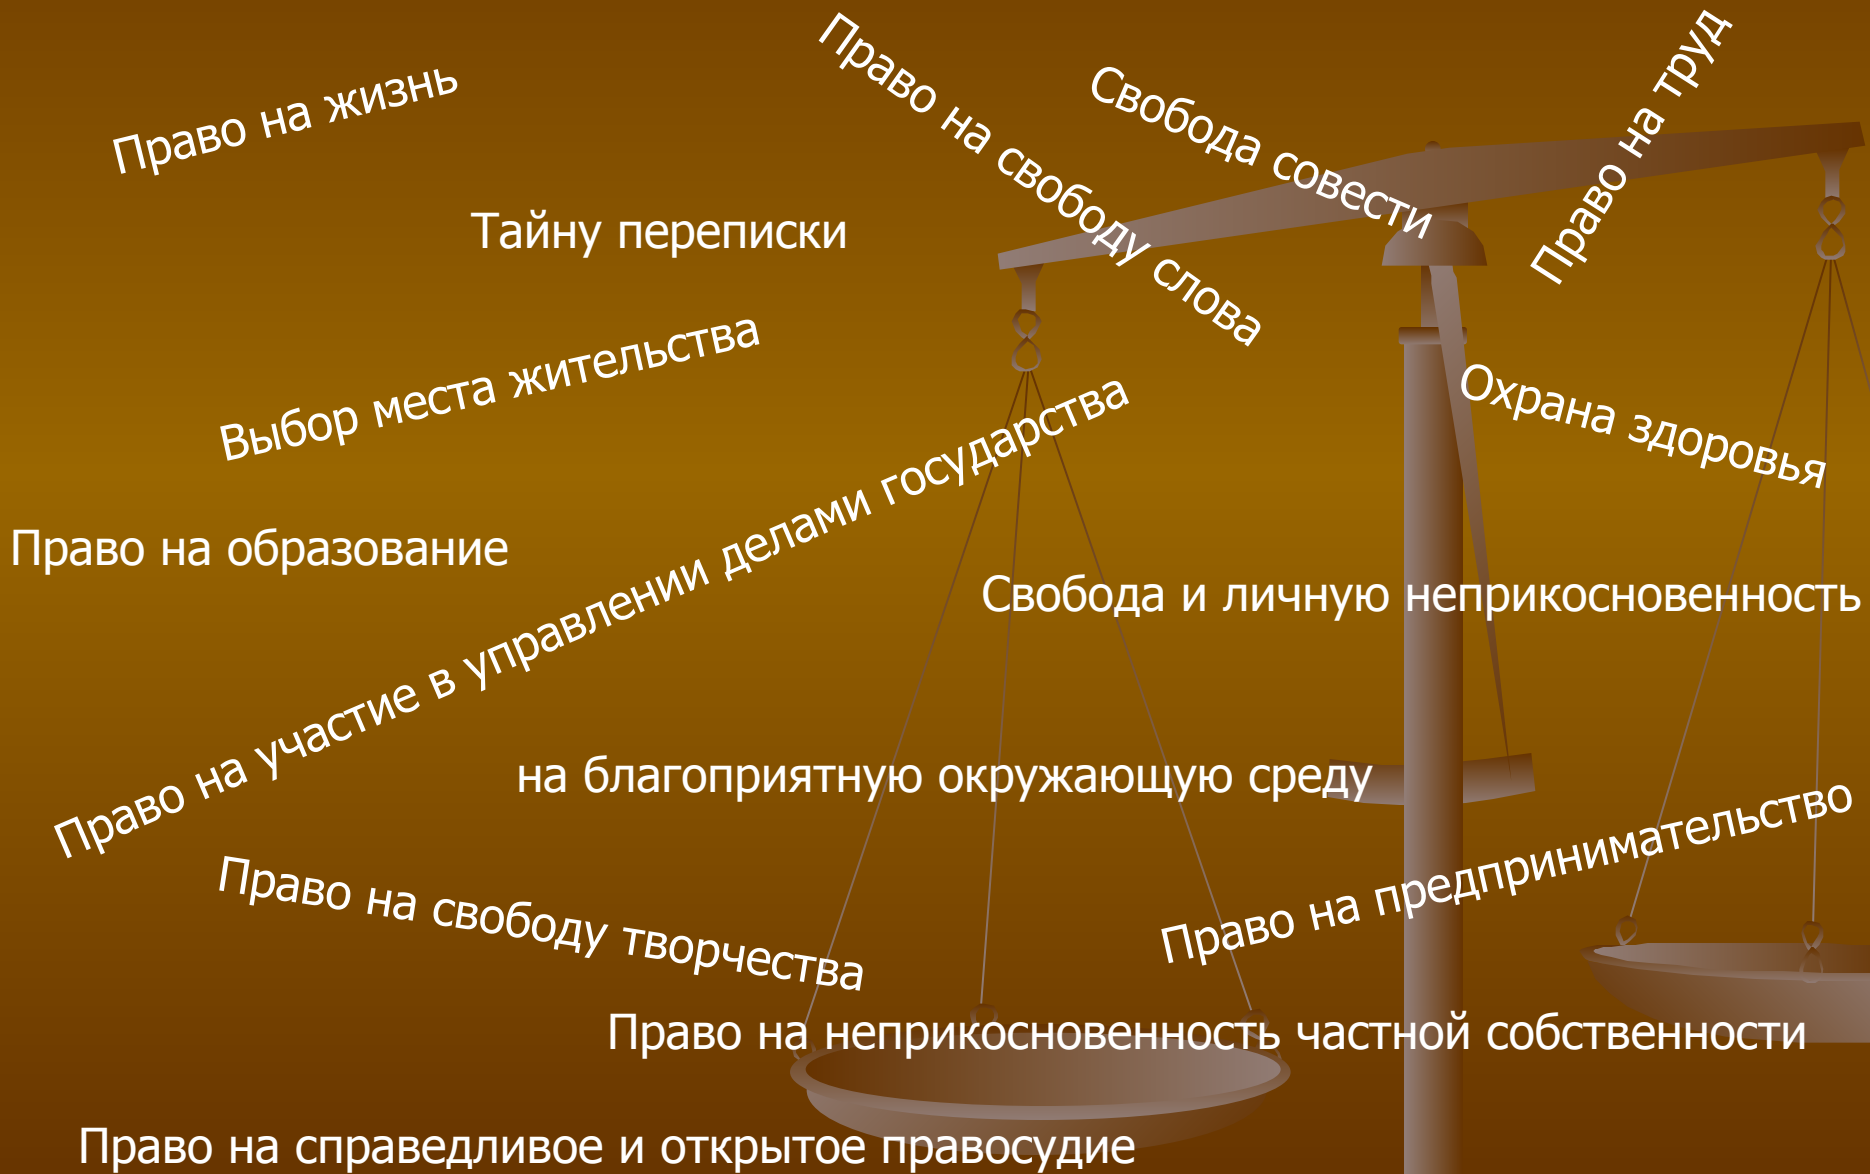 Право на жизнь
Право на свободу слова
Свобода совести
Право на труд
Тайну переписки
Выбор места жительства
Охрана здоровья
Право на образование
Право на участие в управлении делами государства
Свобода и личную неприкосновенность
на благоприятную окружающую среду
Право на предпринимательство
Право на свободу творчества
Право на неприкосновенность частной собственности
Право на справедливое и открытое правосудие